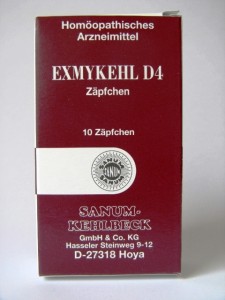 Homöopathisches
Arzneimittel
EXMYKEHL D4
Zäpfchen
10 Zäpfchen
SANUM-
KEHLBECK
GmbH & Co. KG
Hasseler Steinweg 9-12
D-27318 Hoya